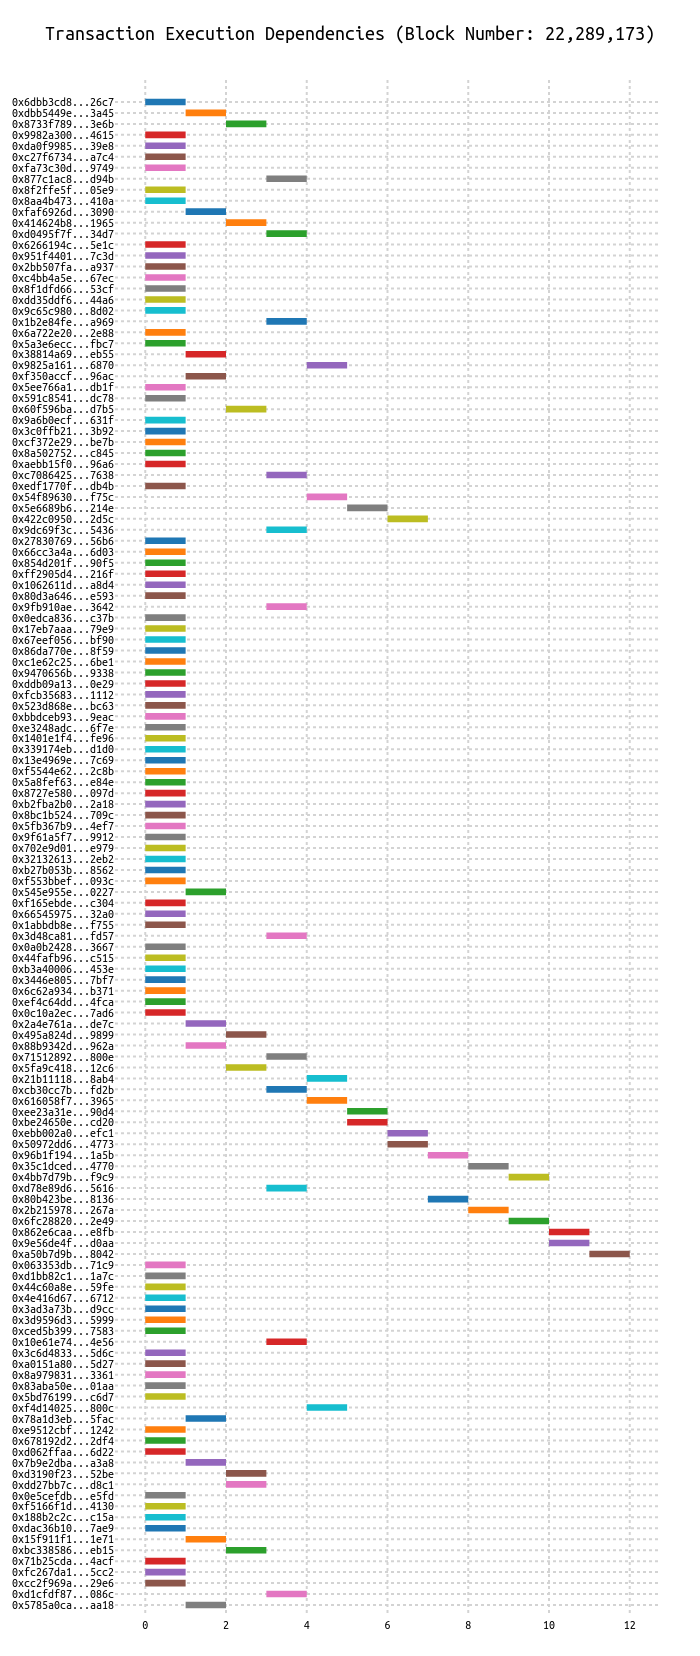 Transaction Execution Dependencies (Block Number: 22,289,173)
0x6dbb3cd8...26c7
0xdbb5449e...3a45
0x8733f789...3e6b
0x9982a300...4615
0xda0f9985...39e8
0xc27f6734...a7c4
0xfa73c30d...9749
0x877c1ac8...d94b
0x8f2ffe5f...05e9
0x8aa4b473...410a
0xfaf6926d...3090
0x414624b8...1965
0xd0495f7f...34d7
0x6266194c...5e1c
0x951f4401...7c3d
0x2bb507fa...a937
0xc4bb4a5e...67ec
0x8f1dfd66...53cf
0xdd35ddf6...44a6
0x9c65c980...8d02
0x1b2e84fe...a969
0x6a722e20...2e88
0x5a3e6ecc...fbc7
0x38814a69...eb55
0x9825a161...6870
0xf350accf...96ac
0x5ee766a1...db1f
0x591c8541...dc78
0x60f596ba...d7b5
0x9a6b0ecf...631f
0x3c0ffb21...3b92
0xcf372e29...be7b
0x8a502752...c845
0xaebb15f0...96a6
0xc7086425...7638
0xedf1770f...db4b
0x54f89630...f75c
0x5e6689b6...214e
0x422c0950...2d5c
0x9dc69f3c...5436
0x27830769...56b6
0x66cc3a4a...6d03
0x854d201f...90f5
0xff2905d4...216f
0x1062611d...a8d4
0x80d3a646...e593
0x9fb910ae...3642
0x0edca836...c37b
0x17eb7aaa...79e9
0x67eef056...bf90
0x86da770e...8f59
0xc1e62c25...6be1
0x9470656b...9338
0xddb09a13...0e29
0xfcb35683...1112
0x523d868e...bc63
0xbbdceb93...9eac
0xe3248adc...6f7e
0x1401e1f4...fe96
0x339174eb...d1d0
0x13e4969e...7c69
0xf5544e62...2c8b
0x5a8fef63...e84e
0x8727e580...097d
0xb2fba2b0...2a18
0x8bc1b524...709c
0x5fb367b9...4ef7
0x9f61a5f7...9912
0x702e9d01...e979
0x32132613...2eb2
0xb27b053b...8562
0xf553bbef...093c
0x545e955e...0227
0xf165ebde...c304
0x66545975...32a0
0x1abbdb8e...f755
0x3d48ca81...fd57
0x0a0b2428...3667
0x44fafb96...c515
0xb3a40006...453e
0x3446e805...7bf7
0x6c62a934...b371
0xef4c64dd...4fca
0x0c10a2ec...7ad6
0x2a4e761a...de7c
0x495a824d...9899
0x88b9342d...962a
0x71512892...800e
0x5fa9c418...12c6
0x21b11118...8ab4
0xcb30cc7b...fd2b
0x616058f7...3965
0xee23a31e...90d4
0xbe24650e...cd20
0xebb002a0...efc1
0x50972dd6...4773
0x96b1f194...1a5b
0x35c1dced...4770
0x4bb7d79b...f9c9
0xd78e89d6...5616
0x80b423be...8136
0x2b215978...267a
0x6fc28820...2e49
0x862e6caa...e8fb
0x9e56de4f...d0aa
0xa50b7d9b...8042
0x063353db...71c9
0xd1bb82c1...1a7c
0x44c60a8e...59fe
0x4e416d67...6712
0x3ad3a73b...d9cc
0x3d9596d3...5999
0xced5b399...7583
0x10e61e74...4e56
0x3c6d4833...5d6c
0xa0151a80...5d27
0x8a979831...3361
0x83aba50e...01aa
0x5bd76199...c6d7
0xf4d14025...800c
0x78a1d3eb...5fac
0xe9512cbf...1242
0x678192d2...2df4
0xd062ffaa...6d22
0x7b9e2dba...a3a8
0xd3190f23...52be
0xdd27bb7c...d8c1
0x0e5cefdb...e5fd
0xf5166f1d...4130
0x188b2c2c...c15a
0xdac36b10...7ae9
0x15f911f1...1e71
0xbc338586...eb15
0x71b25cda...4acf
0xfc267da1...5cc2
0xcc2f969a...29e6
0xd1cfdf87...086c
0x5785a0ca...aa18
0 2 4 6 8 10 12